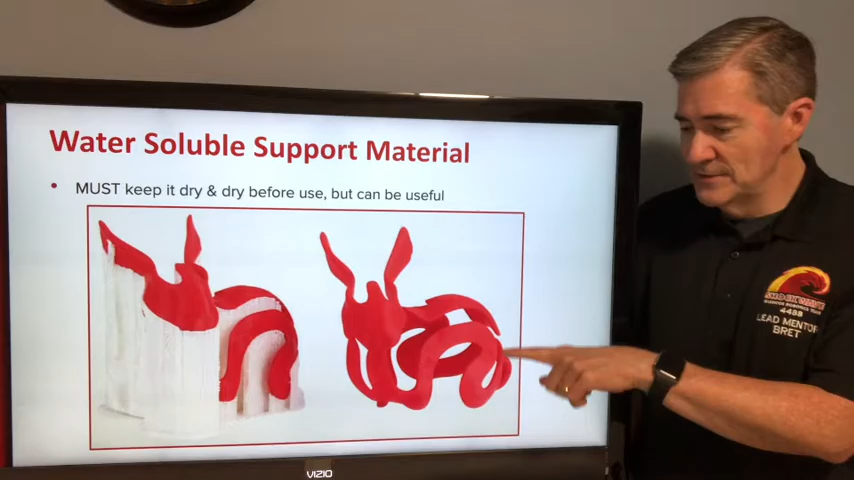 Water Soluble Support Material
• MUST keep it dry & dry before use, but can be useful
SHOCKWAVE
4488
LEAD MENTOR
BRET
VIZIO